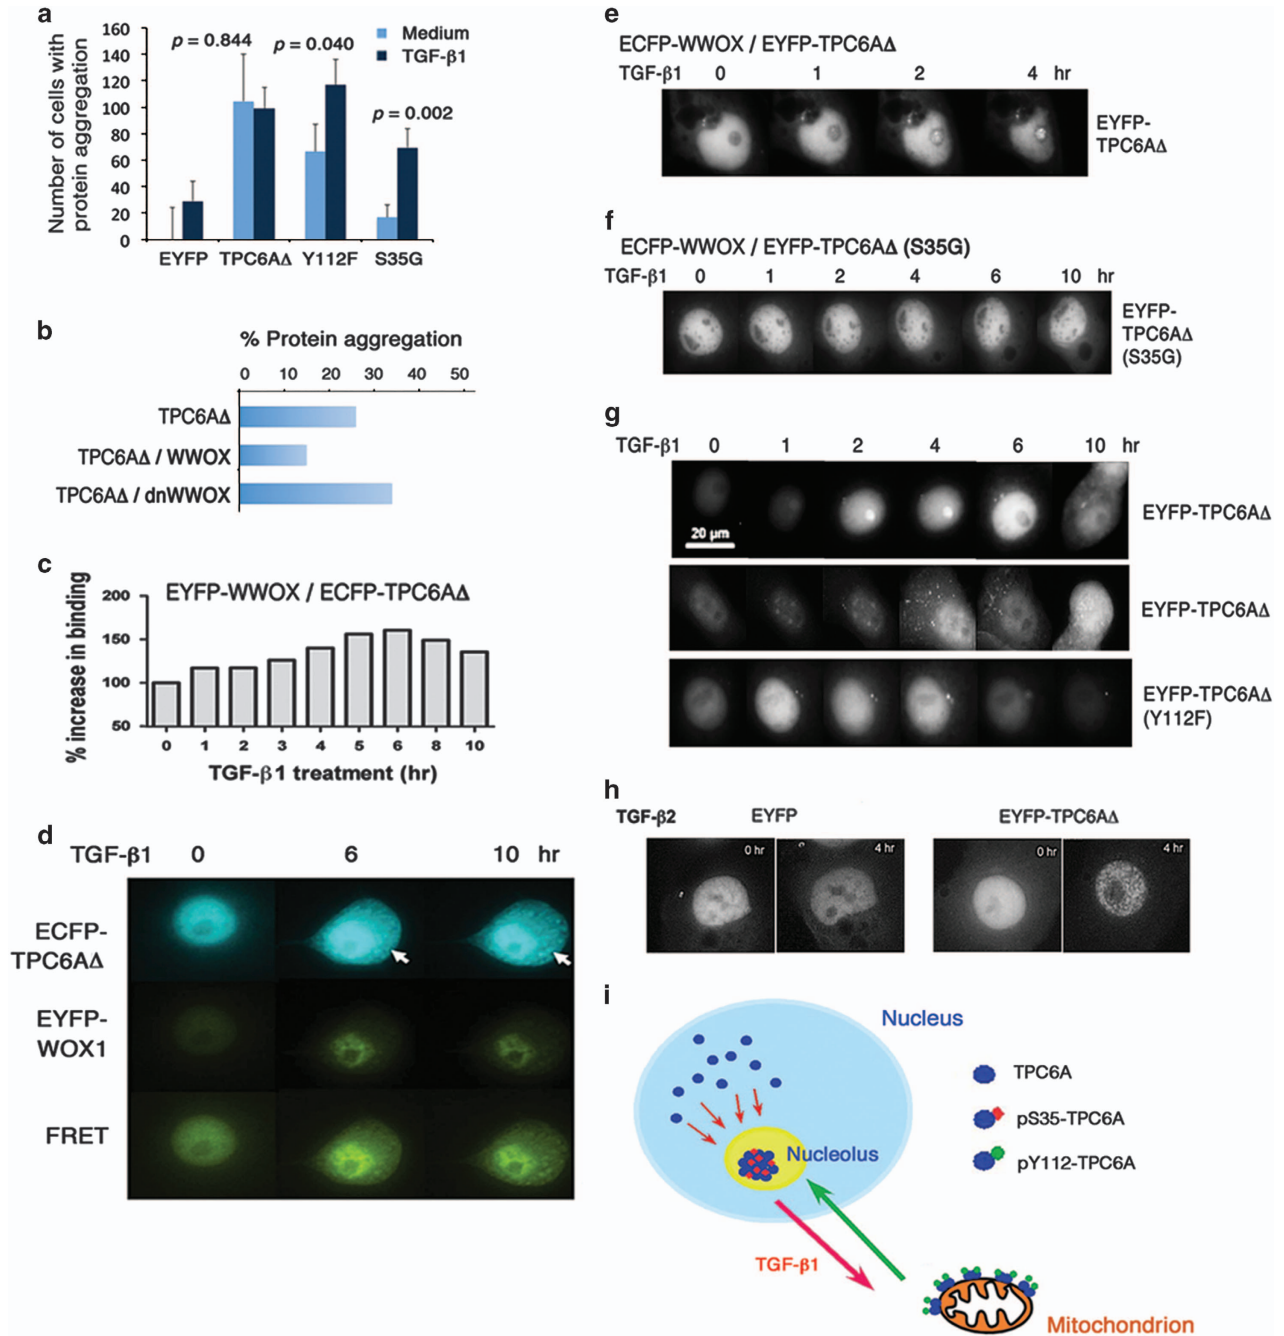 a
Number of cells with
protein aggregation
160
140
120
100
80
60
40
20
0
p = 0.844
p = 0.040
p = 0.002
Medium
TGF-β1
EYFP TPC6AΔ Y112F S35G
b
% Protein aggregation
0 10 20 30 40 50
TPC6AΔ
TPC6AΔ / WWOX
TPC6AΔ / dnWWOX
c
EYFP-WWOX / ECFP-TPC6AΔ
% increase in binding
200
150
100
50
0 1 2 3 4 5 6 8 10
TGF-β1 treatment (hr)
d
TGF-β1 0 6 10 hr
ECFP-
TPC6AΔ
EYFP-
WOX1
FRET
e
ECFP-WWOX / EYFP-TPC6AΔ
TGF-β1 0 1 2 4 hr
EYFP-
TPC6AΔ
f
ECFP-WWOX / EYFP-TPC6AΔ (S35G)
TGF-β1 0 1 2 4 6 10 hr
EYFP-
TPC6AΔ
(S35G)
g
TGF-β1 0 1 2 4 6 10 hr
20 μm
EYFP-TPC6AΔ
EYFP-TPC6AΔ
EYFP-TPC6AΔ
(Y112F)
h
TGF-β2 EYFP EYFP-TPC6AΔ
0 hr 4 hr 0 hr 4 hr
i
Nucleus
Nucleolus
TPC6A
pS35-TPC6A
pY112-TPC6A
TGF-β1
Mitochondrion